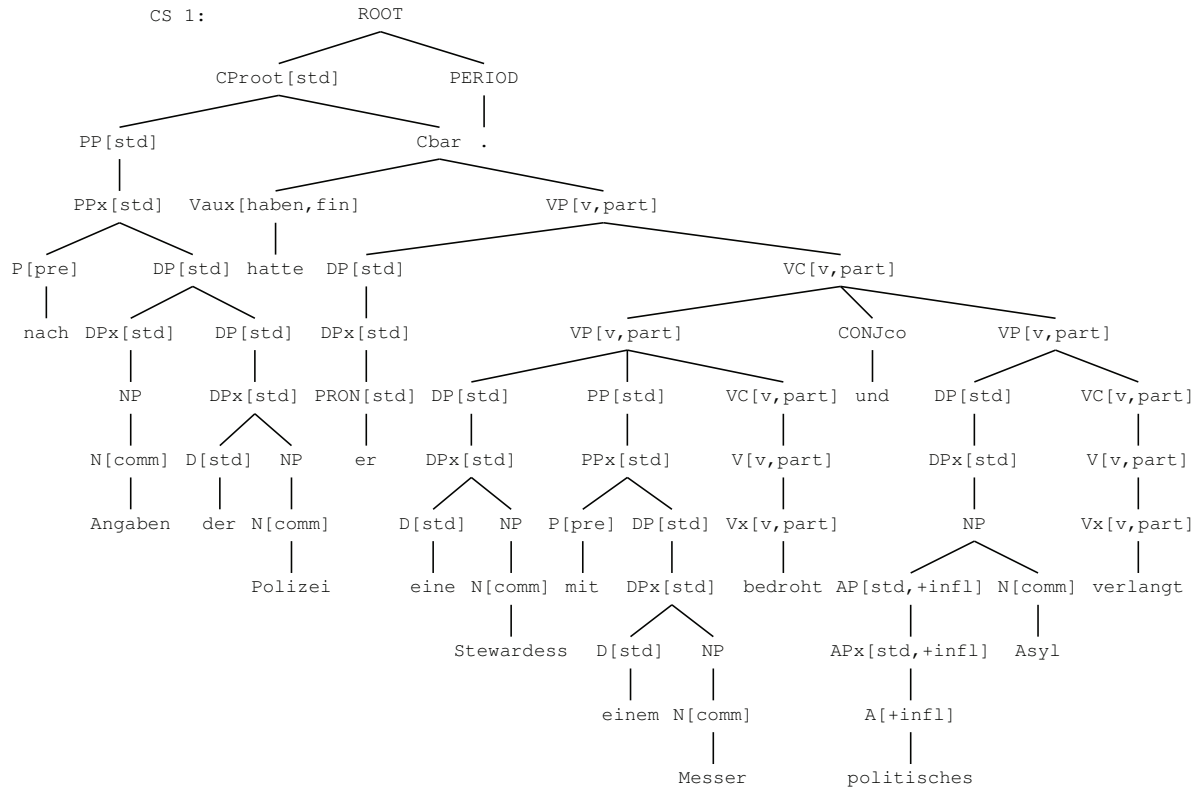 CS 1: ROOT
CProot[std] PERIOD
PP[std] Cbar .
PPx[std] Vaux[haben,fin] VP[v,part]
P[pre] DP[std] hatte DP[std] VC[v,part]
nach DPx[std] DP[std] DPx[std] VP[v,part] CONJco VP[v,part]
NP DPx[std] PRON[std] DP[std] PP[std] VC[v,part] und DP[std] VC[v,part]
N[comm] D[std] NP er DPx[std] PPx[std] V[v,part] DPx[std] V[v,part]
Angaben der N[comm] D[std] NP P[pre] DP[std] Vx[v,part] NP Vx[v,part]
Polizei eine N[comm] mit DPx[std] bedroht AP[std,+infl] N[comm] verlangt
Stewardess D[std] NP APx[std,+infl] Asyl
einem N[comm] A[+infl]
Messer politisches